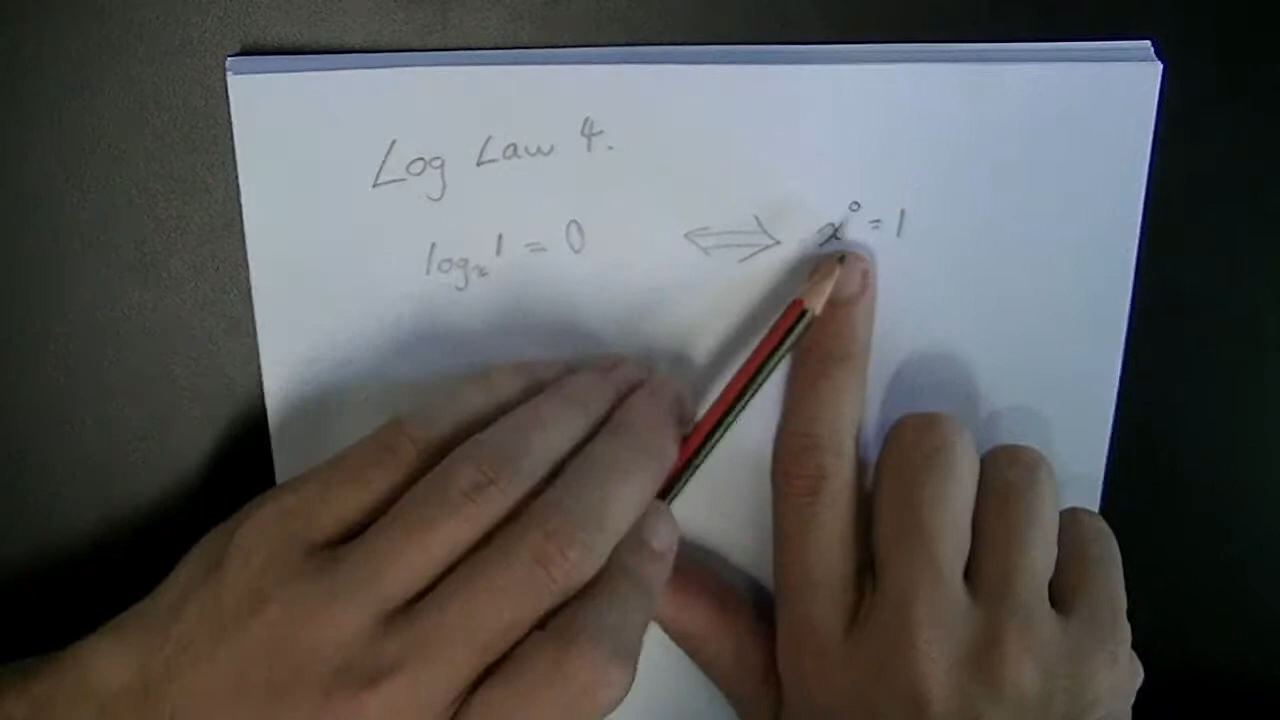 Log Law 4.
logₓ1 = 0 ⟺ x⁰ = 1